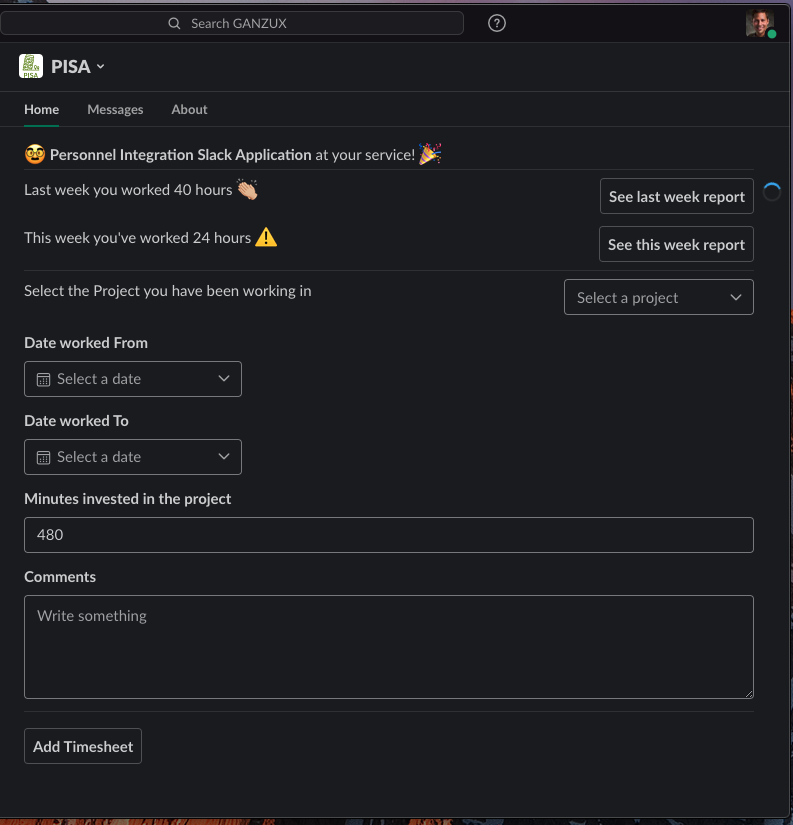 Search GANZUX
PISA
PISA
Home Messages About
Personnel Integration Slack Application at your service!
Last week you worked 40 hours
See last week report
This week you've worked 24 hours
See this week report
Select the Project you have been working in
Select a project
Date worked From
Select a date
Date worked To
Select a date
Minutes invested in the project
480
Comments
Write something
Add Timesheet